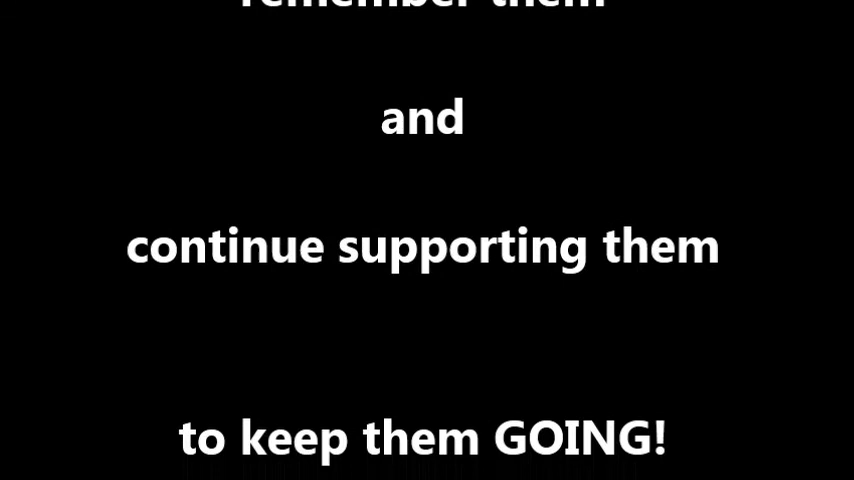 remember them
and
continue supporting them
to keep them GOING!